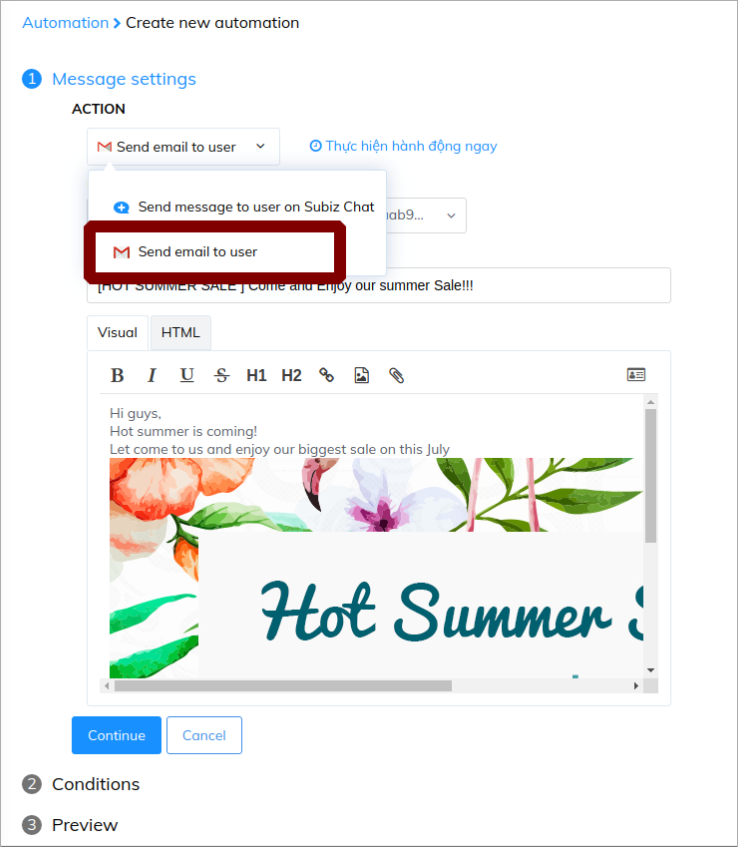 Automation > Create new automation
1 Message settings
ACTION
Send email to user
Thực hiện hành động ngay
Send message to user on Subiz Chat
Send email to user
[HOT SUMMER SALE ] Come and Enjoy our summer Sale!!!
Visual HTML
B I U S H1 H2
Hi guys,
Hot summer is coming!
Let come to us and enjoy our biggest sale on this July
Hot Summer
Continue Cancel
2 Conditions
3 Preview